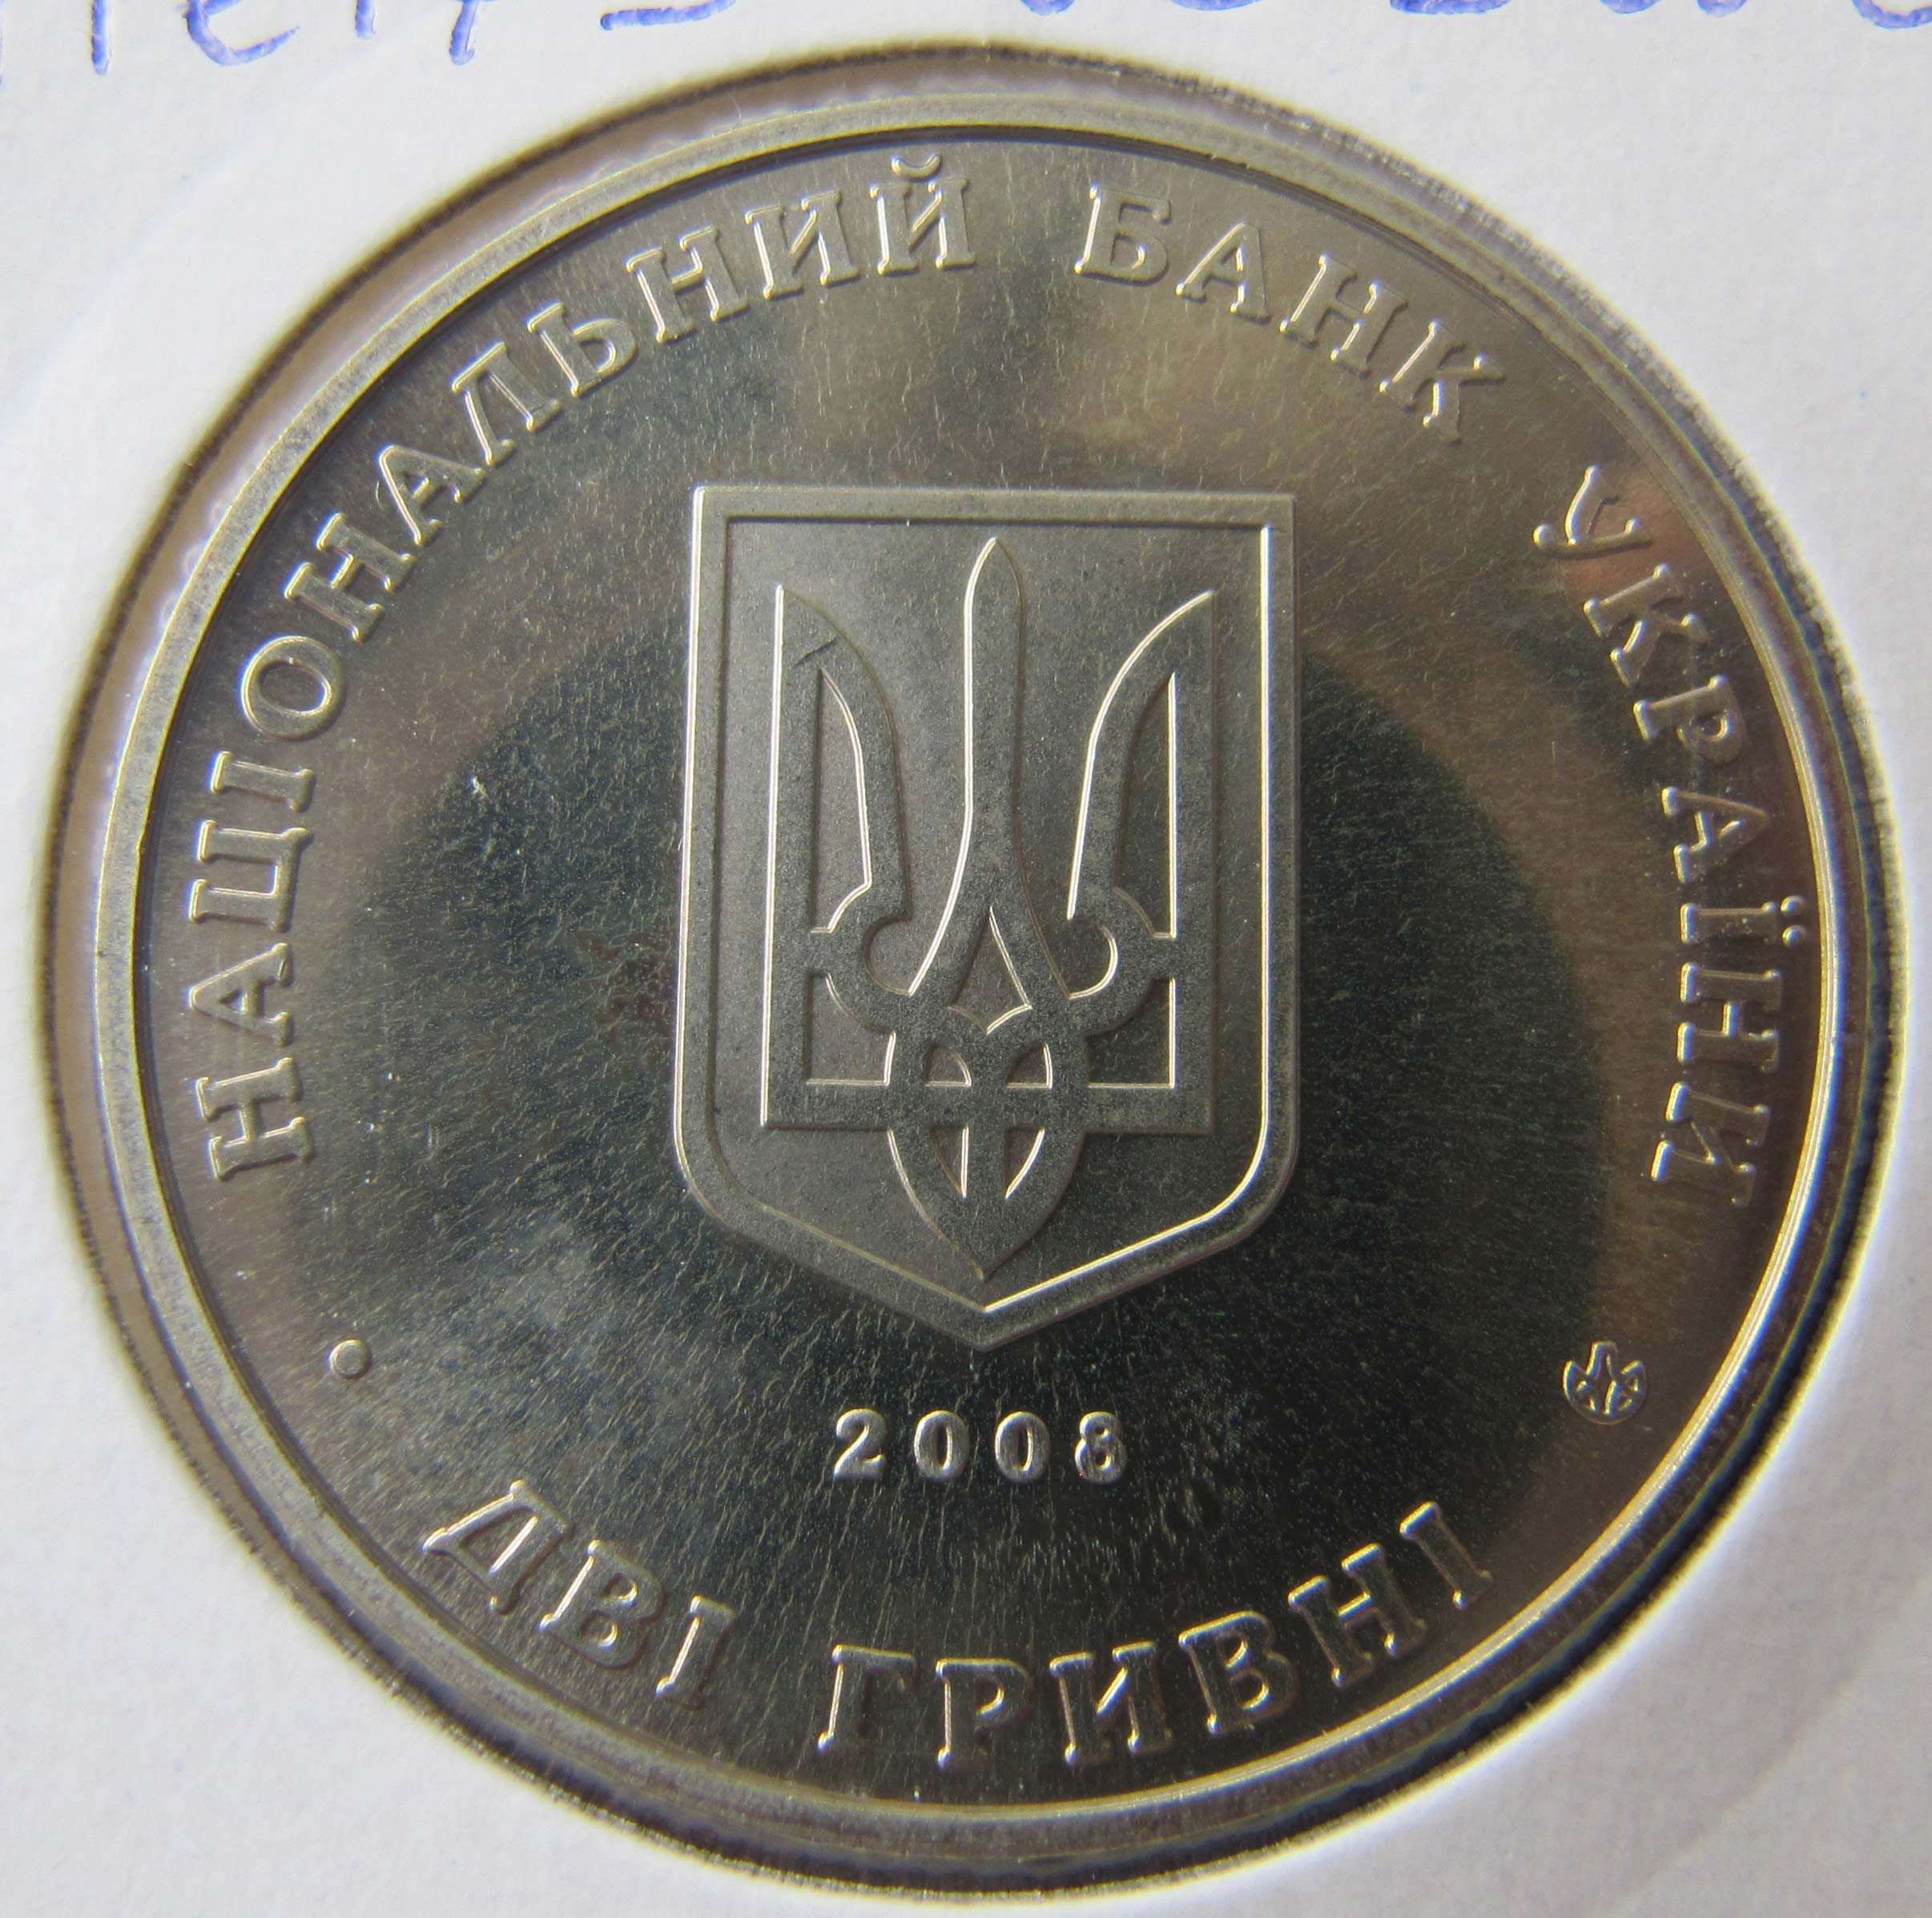 НАЦІОНАЛЬНИЙ БАНК УКРАЇНИ
2008
ДВІ ГРИВНІ